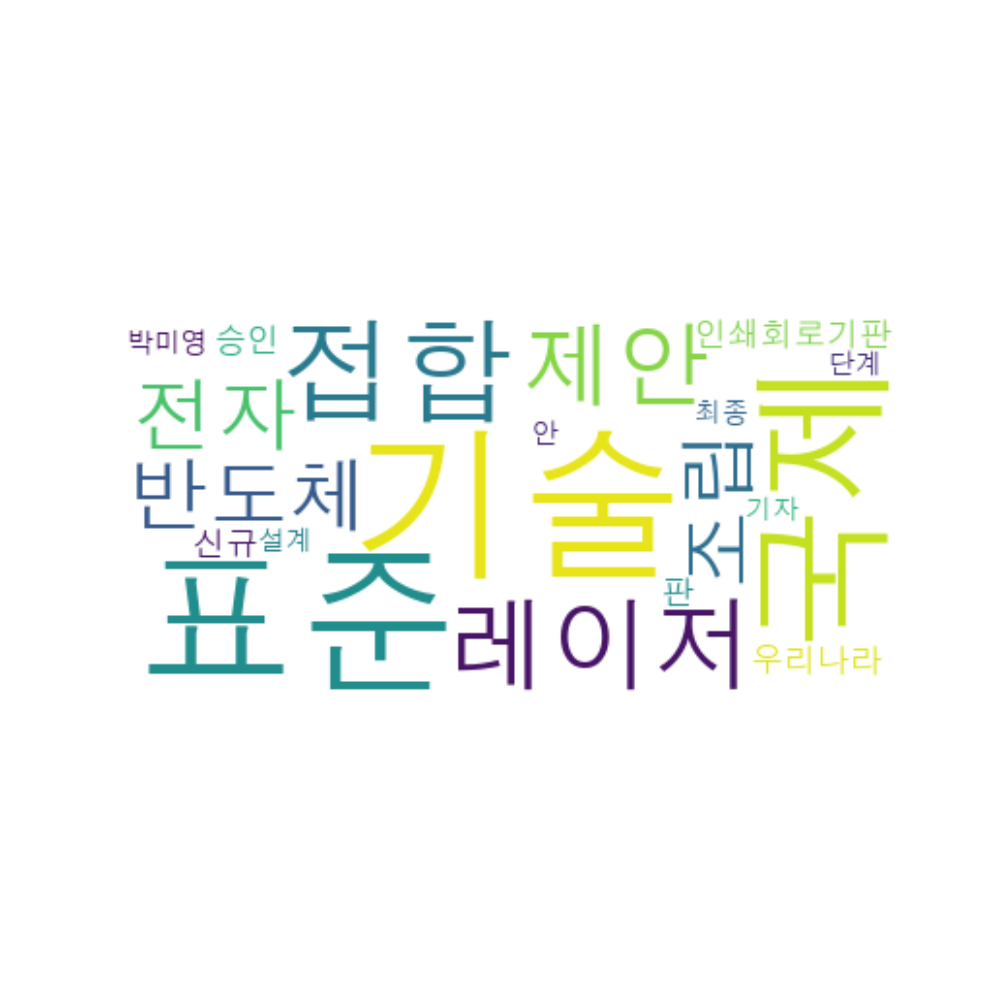 박미영
승인
접합
제안
인쇄회로기판
단계
전자
최종
국제
안
기술
조립
반도체
기자
신규
설계
표준
판
레이저
우리나라